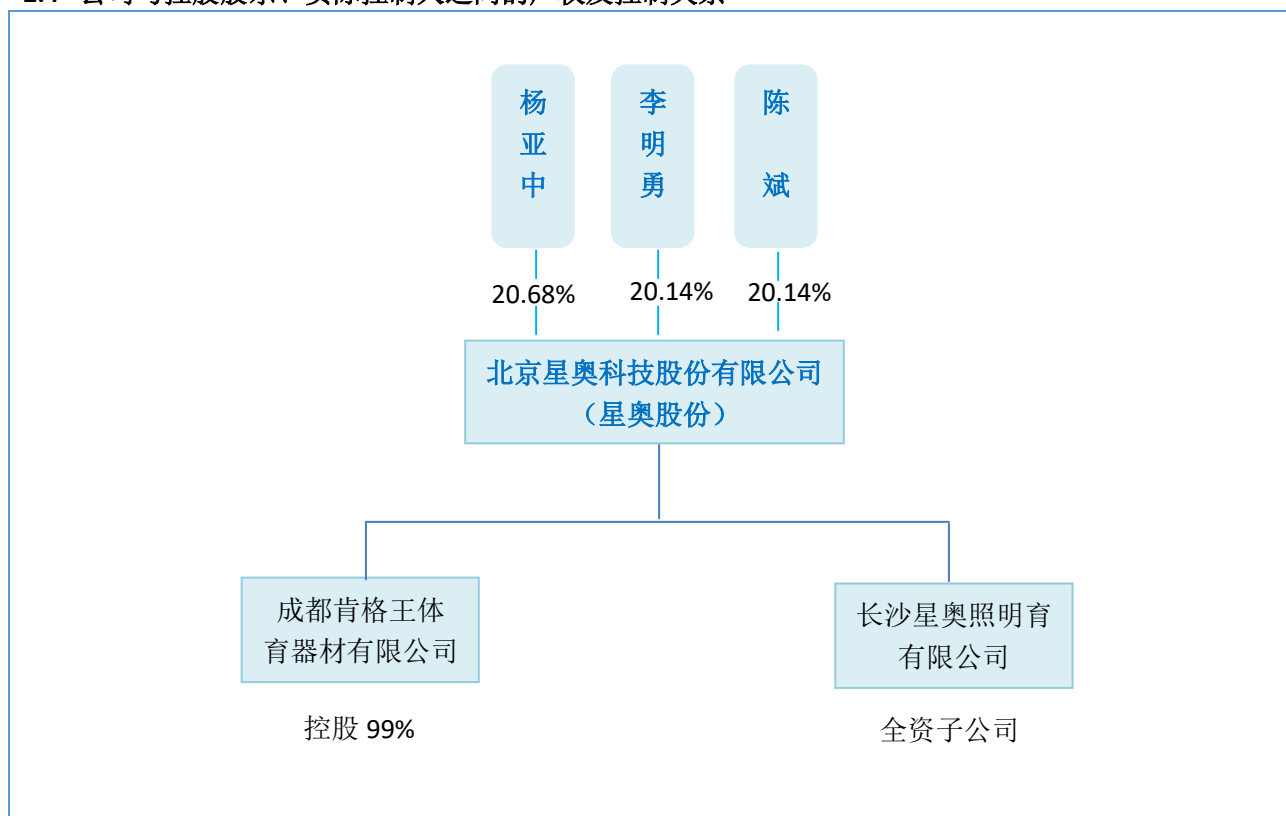 杨亚中
李明勇
陈 斌
20.68%
20.14%
20.14%
北京星奥科技股份有限公司
（星奥股份）
成都肯格王体
育器材有限公司
长沙星奥照明育
有限公司
控股 99%
全资子公司